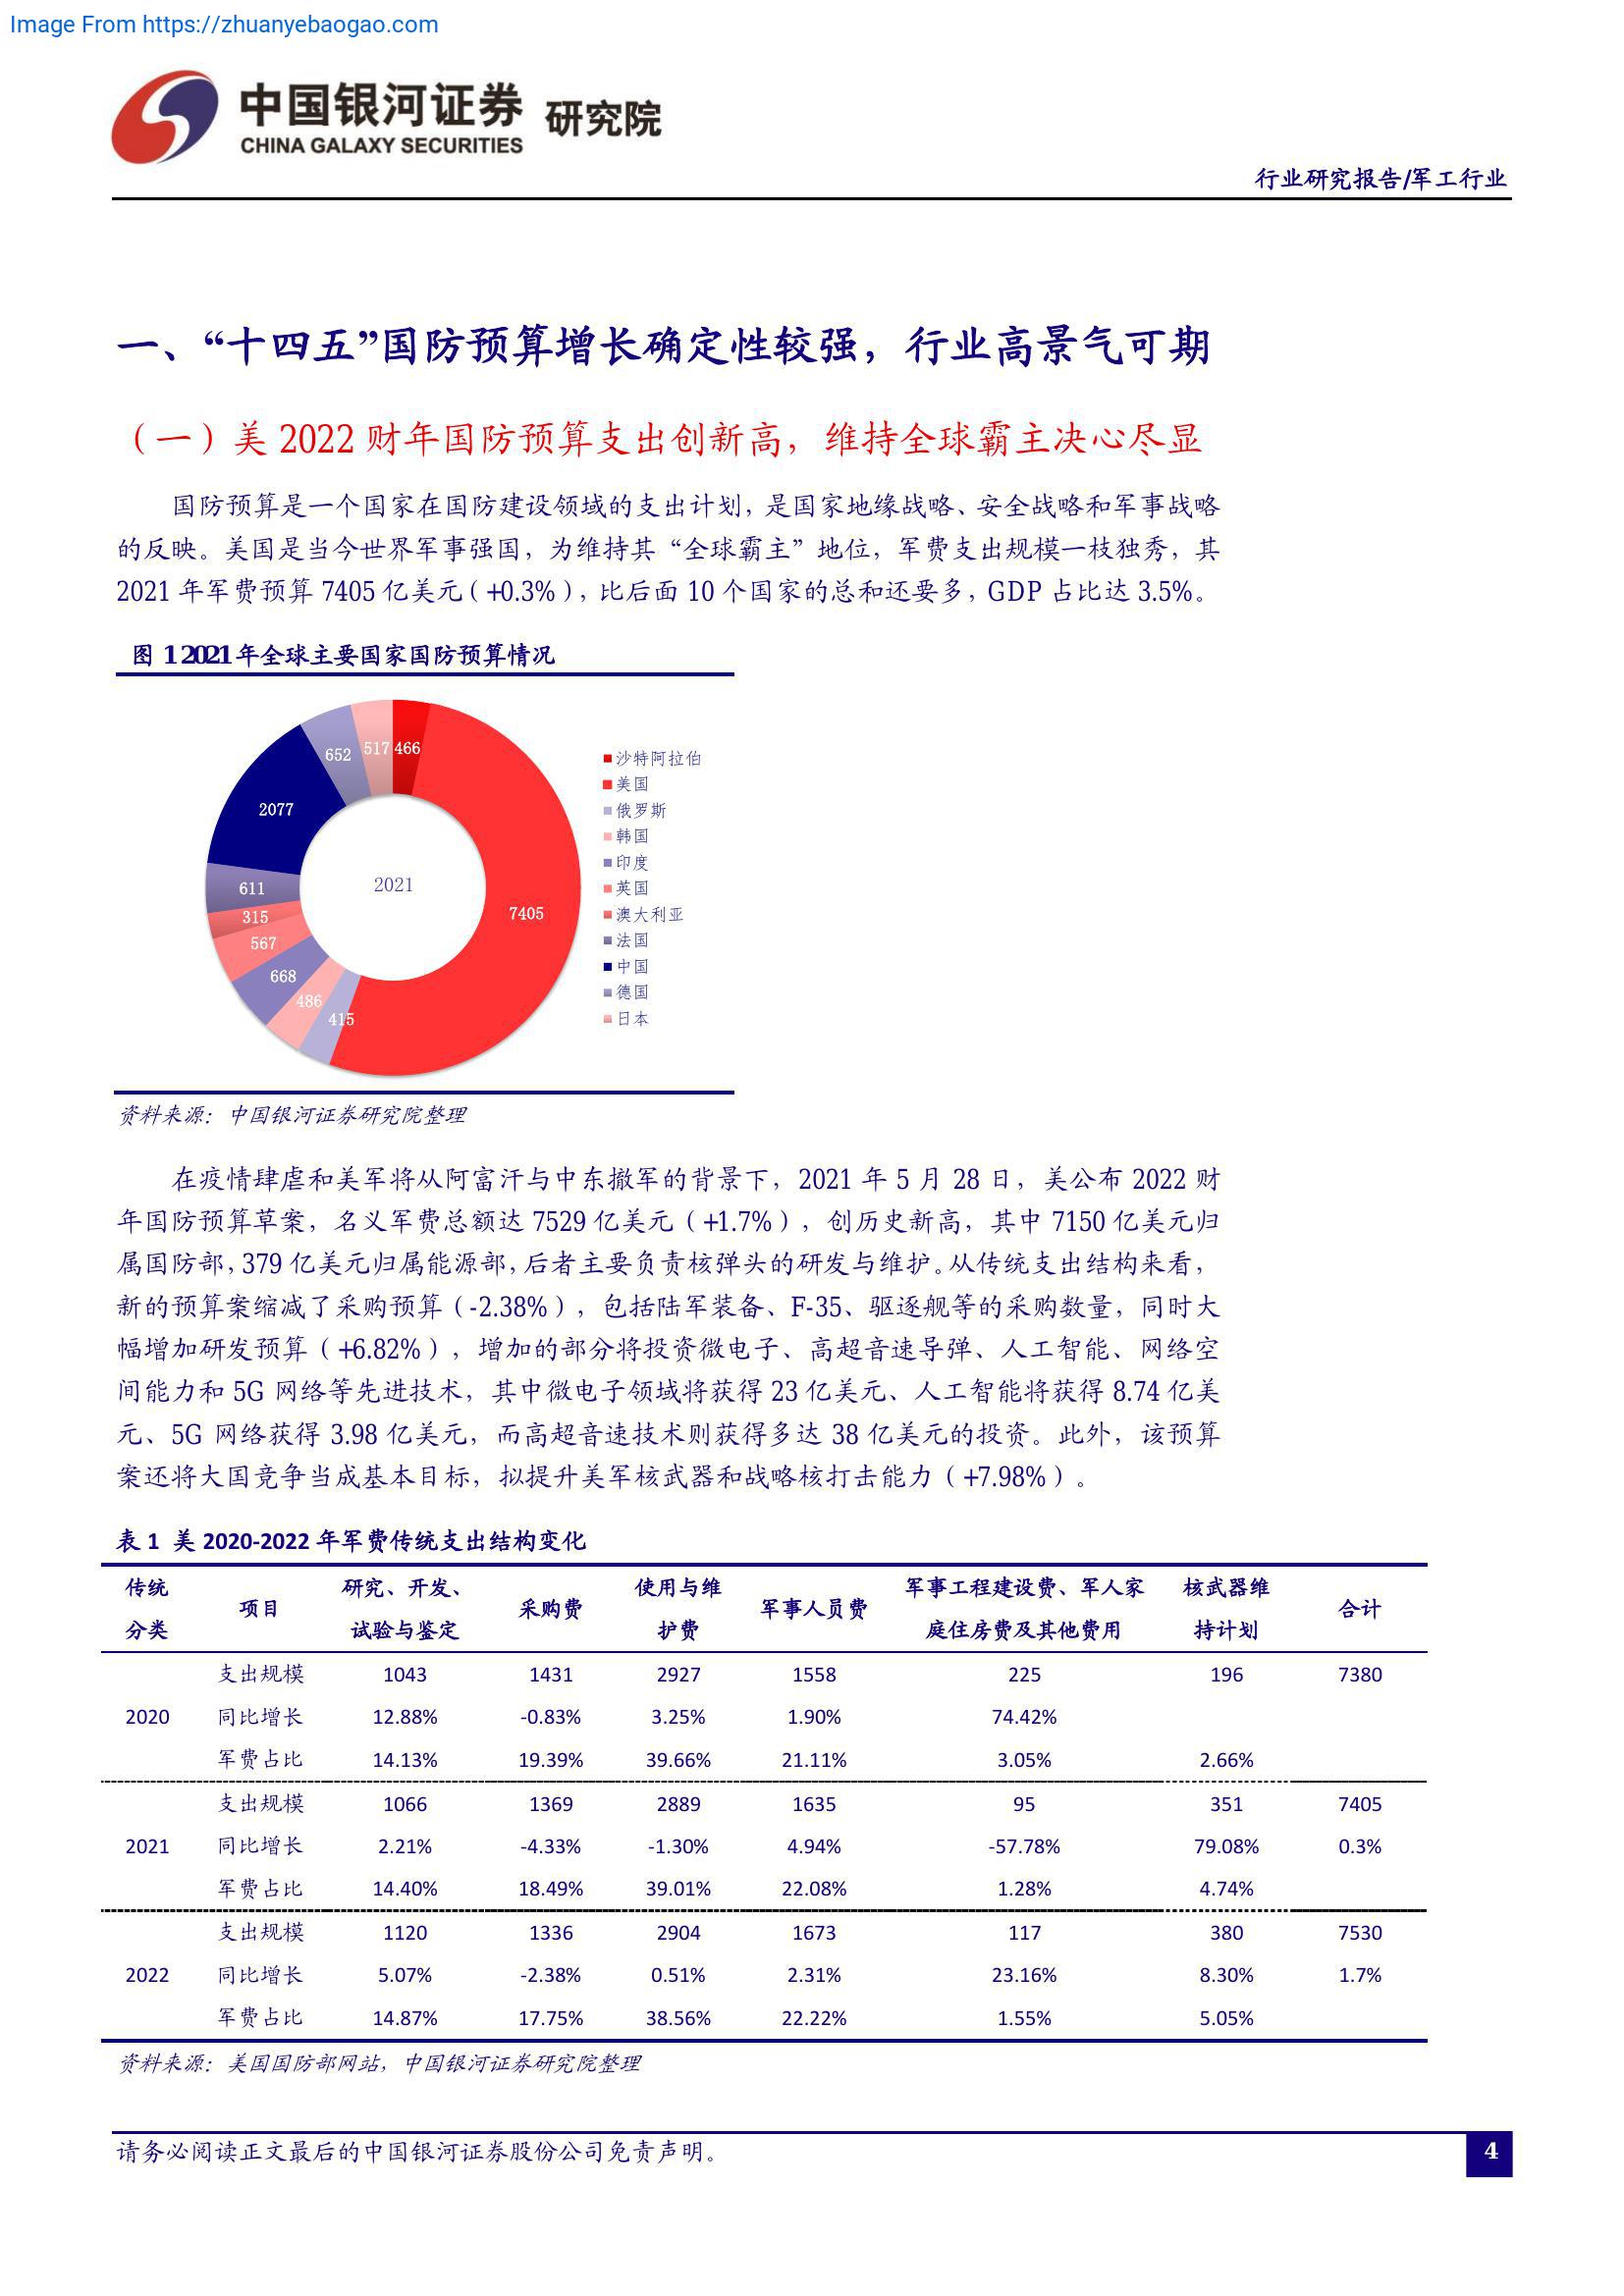 Image From https://zhuanyebaogao.com
中国银河证券 研究院
CHINA GALAXY SECURITIES
行业研究报告/军工行业
一、“十四五”国防预算增长确定性较强，行业高景气可期
（一）美 2022 财年国防预算支出创新高，维持全球霸主决心尽显
国防预算是一个国家在国防建设领域的支出计划，是国家地缘战略、安全战略和军事战略
的反映。美国是当今世界军事强国，为维持其“全球霸主”地位，军费支出规模一枝独秀，其
2021 年军费预算 7405 亿美元（+0.3%），比后面 10 个国家的总和还要多，GDP 占比达 3.5%。
图 1 2021 年全球主要国家国防预算情况
652 517 466
2077
611
315
567
668
486
415
7405
2021
沙特阿拉伯
美国
俄罗斯
韩国
印度
英国
澳大利亚
法国
中国
德国
日本
资料来源：中国银河证券研究院整理
在疫情肆虐和美军将从阿富汗与中东撤军的背景下，2021 年 5 月 28 日，美公布 2022 财
年国防预算草案，名义军费总额达 7529 亿美元（+1.7%），创历史新高，其中 7150 亿美元归
属国防部，379 亿美元归属能源部，后者主要负责核弹头的研发与维护。从传统支出结构来看，
新的预算案缩减了采购预算（-2.38%），包括陆军装备、F-35、驱逐舰等的采购数量，同时大
幅增加研发预算（+6.82%），增加的部分将投资微电子、高超音速导弹、人工智能、网络空
间能力和 5G 网络等先进技术，其中微电子领域将获得 23 亿美元、人工智能将获得 8.74 亿美
元、5G 网络获得 3.98 亿美元，而高超音速技术则获得多达 38 亿美元的投资。此外，该预算
案还将大国竞争当成基本目标，拟提升美军核武器和战略核打击能力（+7.98%）。
表 1 美 2020-2022 年军费传统支出结构变化
传统 研究、开发、 使用与维 军事工程建设费、军人家 核武器维
项目 采购费 军事人员费 合计
分类 试验与鉴定 护费 庭住房费及其他费用 持计划
支出规模 1043 1431 2927 1558 225 196 7380
2020 同比增长 12.88% -0.83% 3.25% 1.90% 74.42%
军费占比 14.13% 19.39% 39.66% 21.11% 3.05% 2.66%
支出规模 1066 1369 2889 1635 95 351 7405
2021 同比增长 2.21% -4.33% -1.30% 4.94% -57.78% 79.08% 0.3%
军费占比 14.40% 18.49% 39.01% 22.08% 1.28% 4.74%
支出规模 1120 1336 2904 1673 117 380 7530
2022 同比增长 5.07% -2.38% 0.51% 2.31% 23.16% 8.30% 1.7%
军费占比 14.87% 17.75% 38.56% 22.22% 1.55% 5.05%
资料来源：美国国防部网站，中国银河证券研究院整理
请务必阅读正文最后的中国银河证券股份公司免责声明。
4